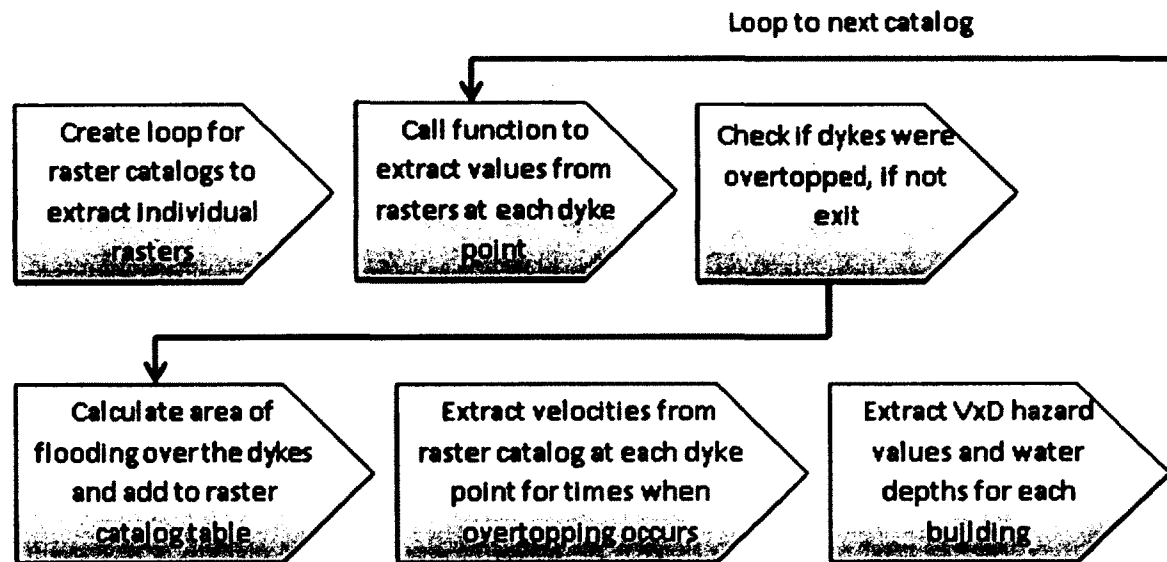 Loop to next catalog
Create loop for
raster catalogs to
extract individual
rasters
Call function to
extract values from
rasters at each dyke
point
Check if dykes were
overtopped, if not
exit
Calculate area of
flooding over the dykes
and add to raster
catalog table
Extract velocities from
raster catalog at each dyke
point for times when
overtopping occurs
Extract VxD hazard
values and water
depths for each
building